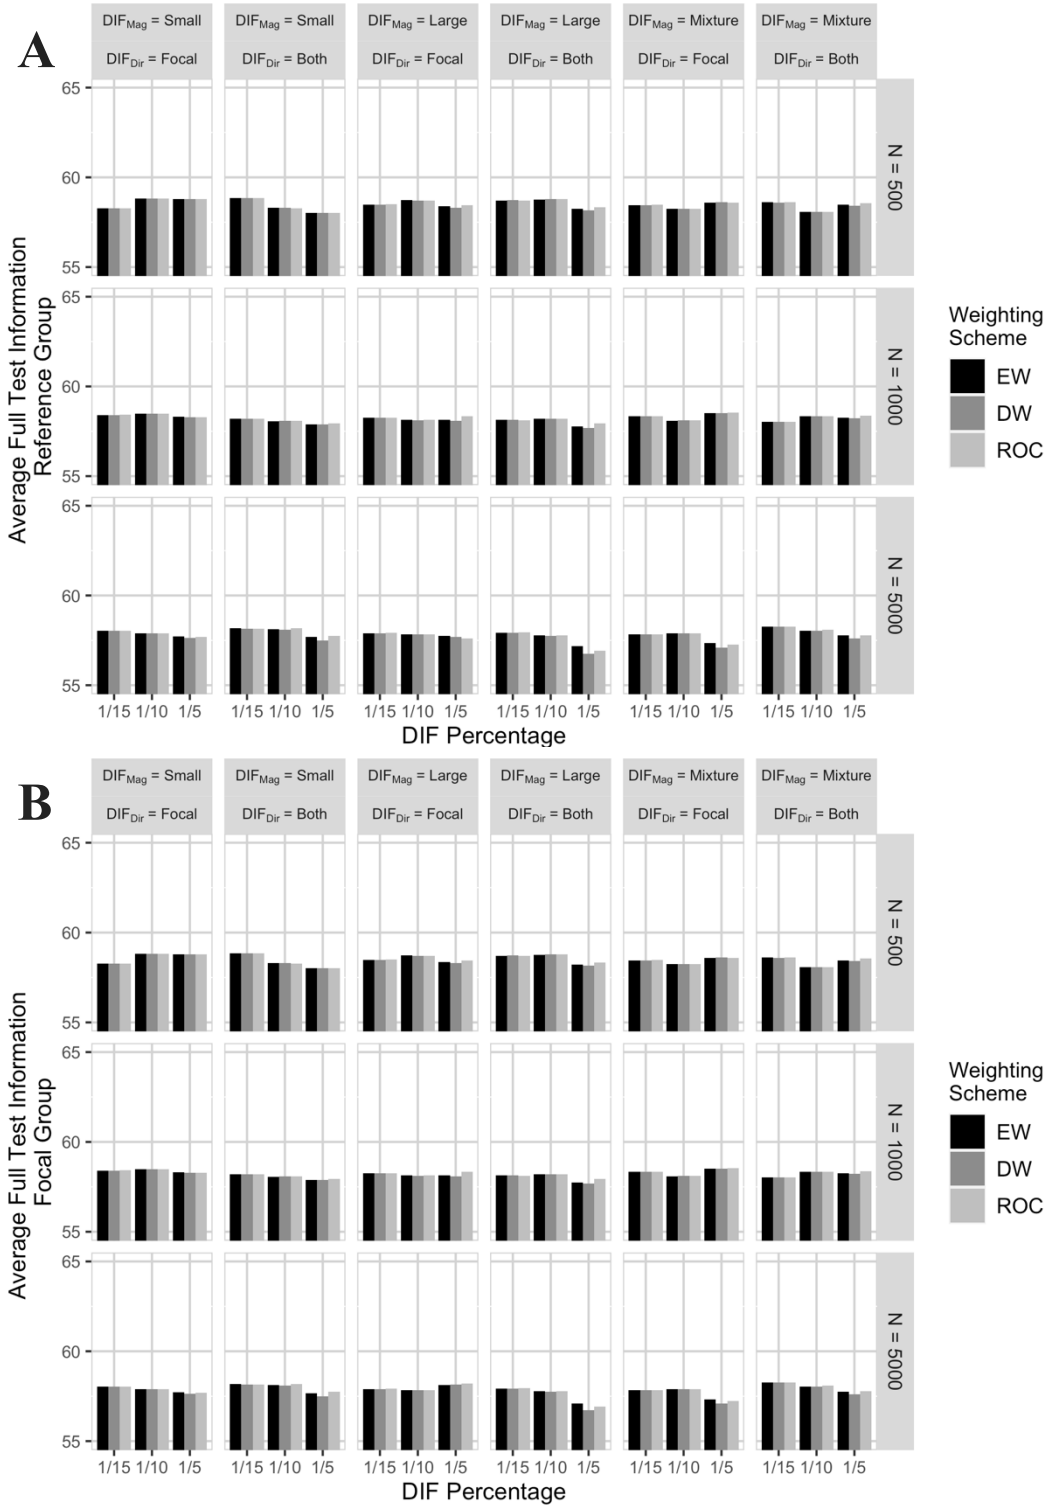 A
DIFMag = Small DIFMag = Small DIFMag = Large DIFMag = Large DIFMag = Mixture DIFMag = Mixture
DIFDir = Focal DIFDir = Both DIFDir = Focal DIFDir = Both DIFDir = Focal DIFDir = Both
Average Full Test Information
Reference Group
65
60
55
N = 500
65
60
55
N = 1000
65
60
55
N = 5000
1/15 1/10 1/5 1/15 1/10 1/5 1/15 1/10 1/5 1/15 1/10 1/5 1/15 1/10 1/5 1/15 1/10 1/5
DIF Percentage
Weighting
Scheme
EW
DW
ROC
B
DIFMag = Small DIFMag = Small DIFMag = Large DIFMag = Large DIFMag = Mixture DIFMag = Mixture
DIFDir = Focal DIFDir = Both DIFDir = Focal DIFDir = Both DIFDir = Focal DIFDir = Both
Average Full Test Information
Focal Group
65
60
55
N = 500
65
60
55
N = 1000
65
60
55
N = 5000
1/15 1/10 1/5 1/15 1/10 1/5 1/15 1/10 1/5 1/15 1/10 1/5 1/15 1/10 1/5 1/15 1/10 1/5
DIF Percentage
Weighting
Scheme
EW
DW
ROC